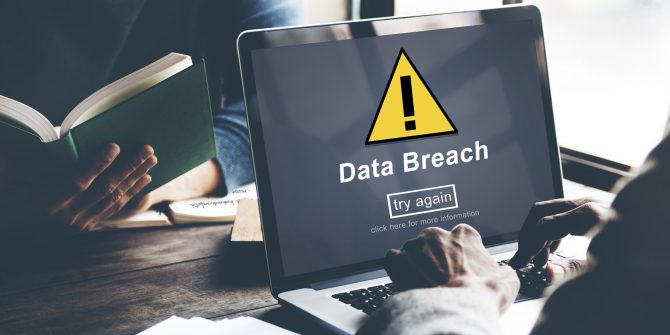 !
Data Breach
try again
click here for more information